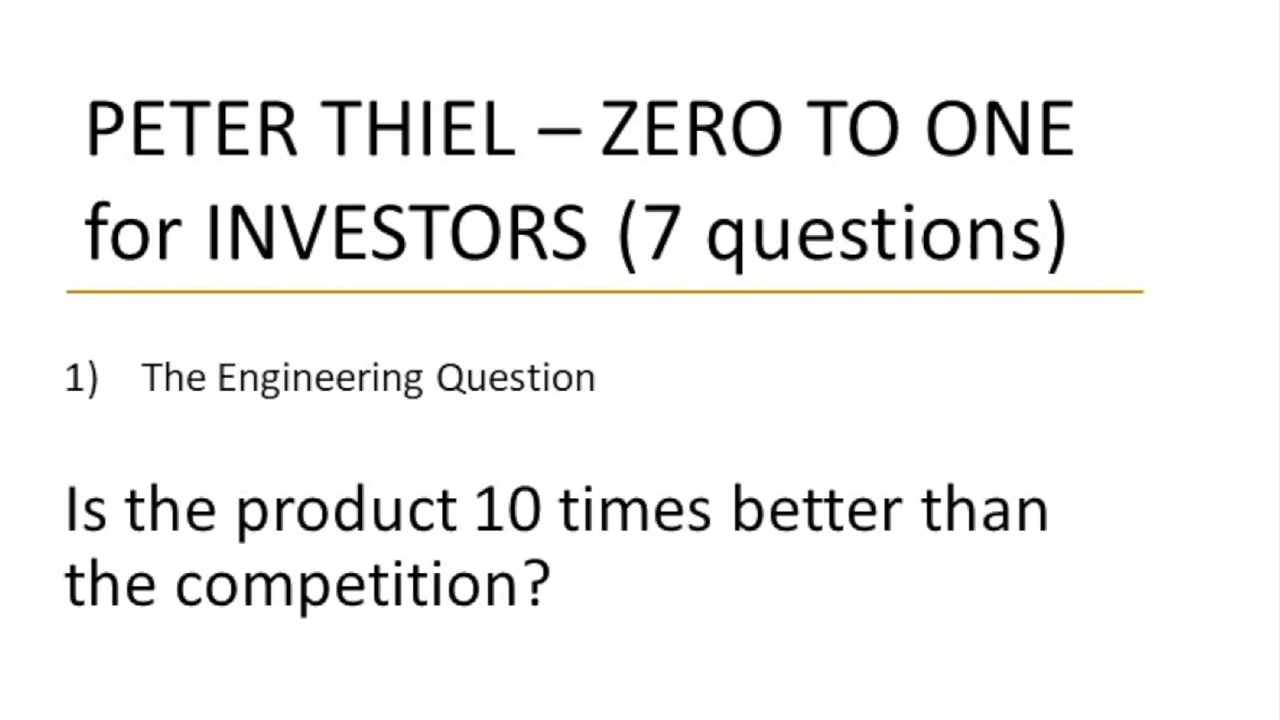 PETER THIEL – ZERO TO ONE
for INVESTORS (7 questions)
1) The Engineering Question
Is the product 10 times better than
the competition?